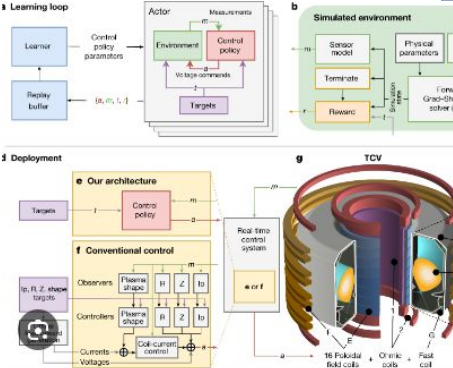 a Learning loop
Learner
Control
policy
parameters
Replay
buffer
(a, m, t, r)
Actor
m
Measurements
Environment
Control
policy
a
Voltage commands
t
Targets
b
Simulated environment
m
Sensor
model
Physical
parameters
Terminate
Simulation
state
r
Reward
t
Grad–Sh
solver
d Deployment
e Our architecture
Targets
t
Control
policy
m
a
f Conventional control
m
Observers
Plasma
shape
R
Z
Ip
Ip, R, Z, shape
targets
Controllers
Plasma
shape
R
Z
Ip
Coil-current
control
a
Currents
Voltages
Real-time
control
system
e or f
m
a
g
TCV
1
2
E
F
G
16 Poloidal
field coils
+
Ohmic
coils
+
Fast
coil